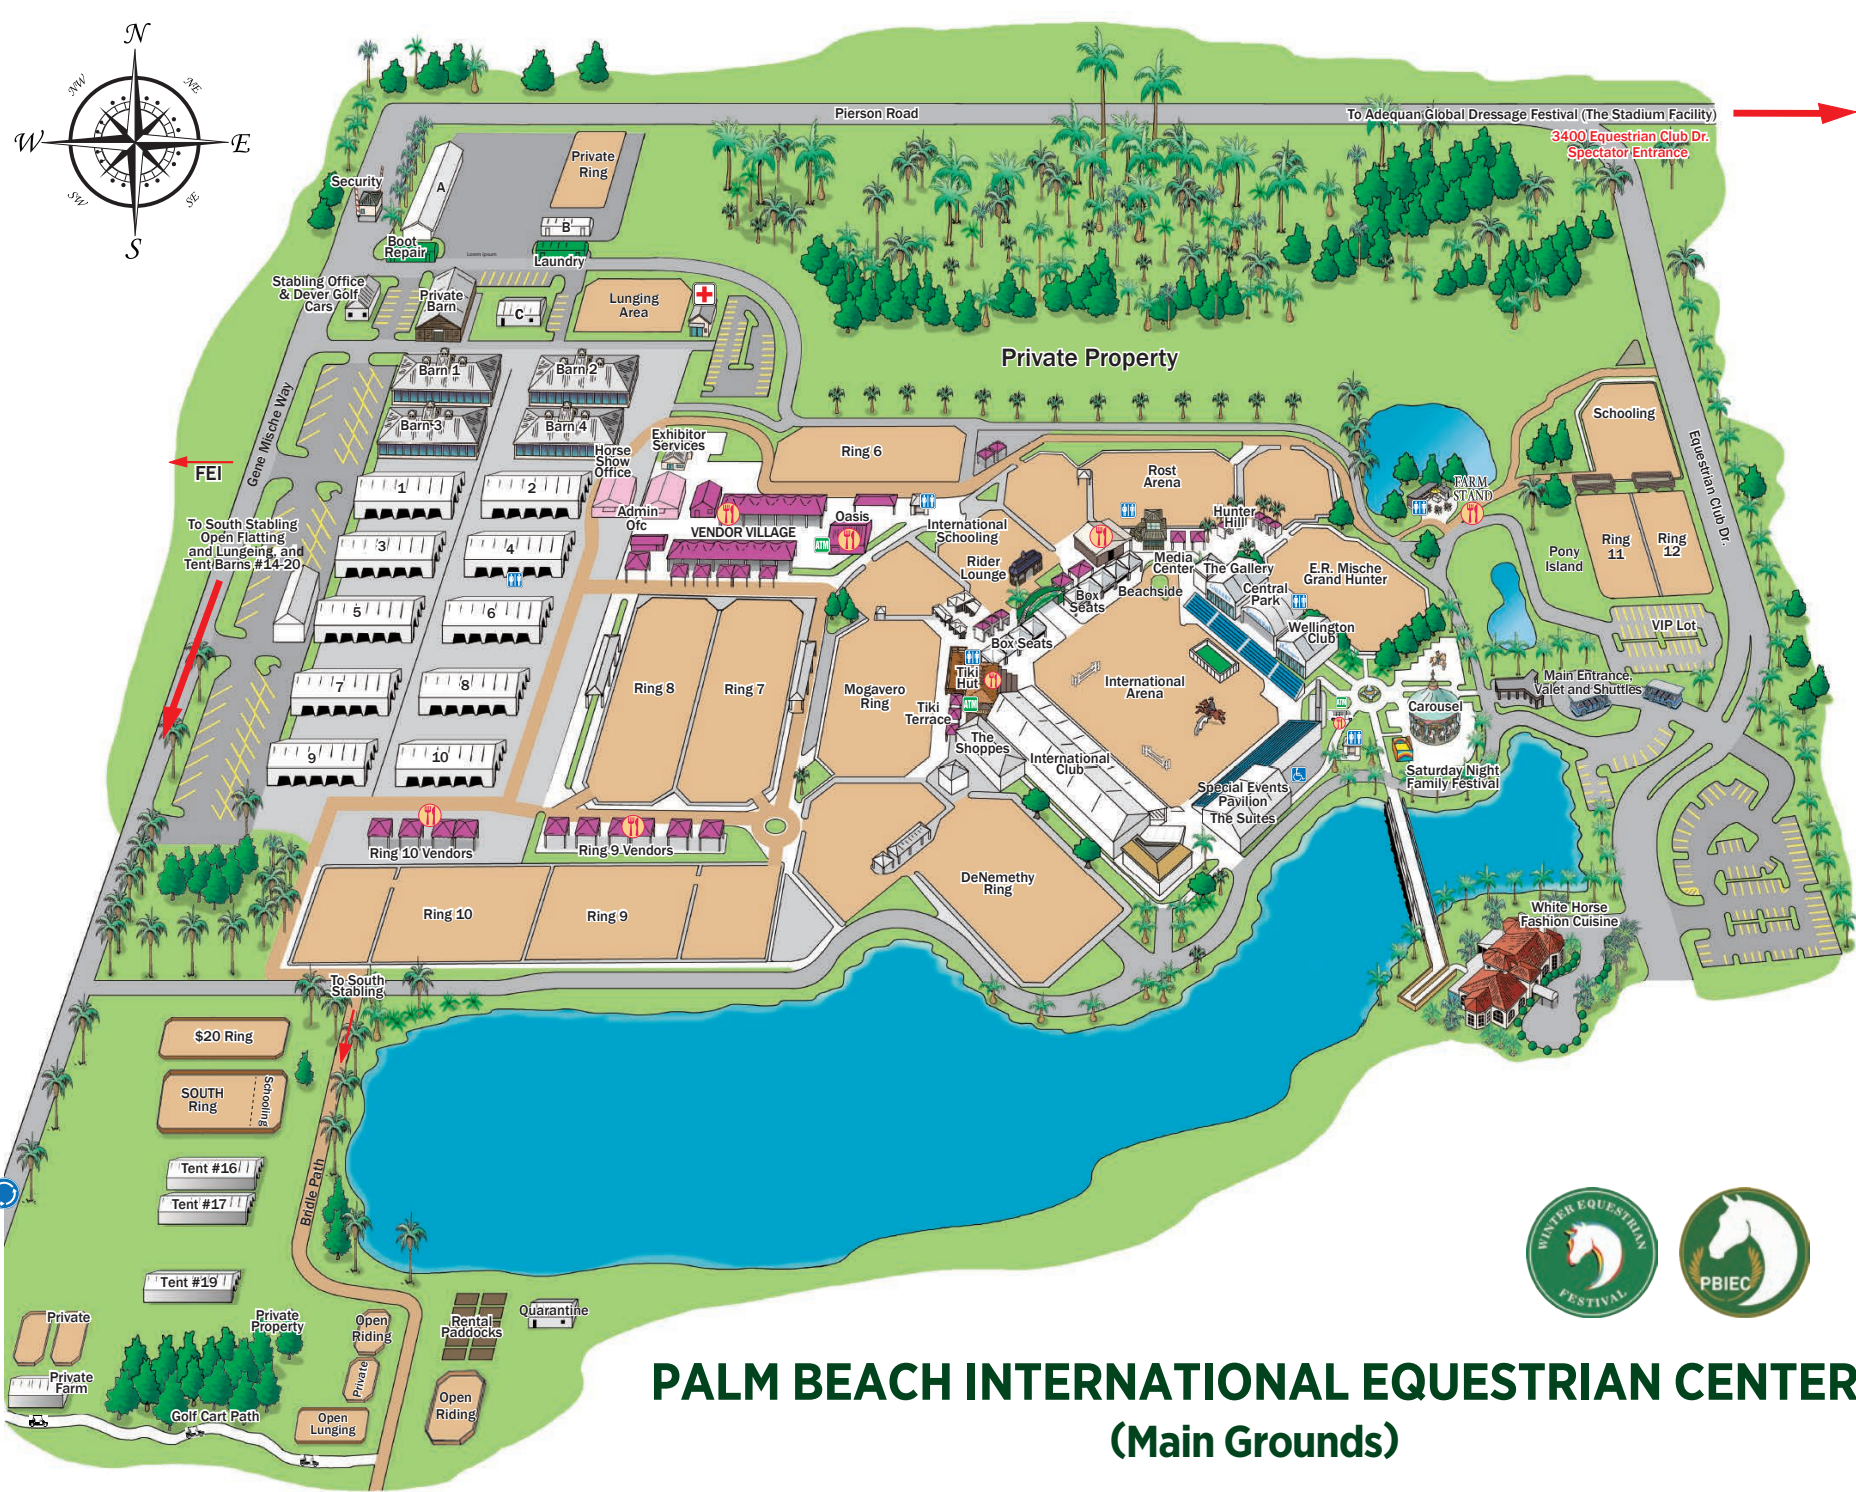 N
NW
NE
W
E
SW
SE
S
Pierson Road
To Adequan Global Dressage Festival (The Stadium Facility)
3400 Equestrian Club Dr.
Spectator Entrance
Private
Ring
Security
A
B
Boot
Repair
Lorem Ipsum
Laundry
Stabling Office
& Dever Golf
Cars
Private
Barn
C
Lunging
Area
Private Property
Barn 1
Barn 2
Barn 3
Barn 4
Gene Mische Way
FEI
Schooling
Equestrian Club Dr.
Exhibitor
Services
Horse
Show
Office
Ring 6
Rost
Arena
FARM
STAND
1
2
Admin
Ofc
VENDOR VILLAGE
Oasis
ATM
International
Schooling
Hunter
Hill
To South Stabling
Open Flatting
and Lungeing, and
Tent Barns #14-20
3
4
Rider
Lounge
Media
Center
The Gallery
E.R. Mische
Grand Hunter
Pony
Island
Ring
11
Ring
12
Box
Seats
Beachside
Central
Park
5
6
Wellington
Club
VIP Lot
Box Seats
7
8
Ring 8
Ring 7
Mogavero
Ring
Tiki
Hut
ATM
Tiki
Terrace
International
Arena
Main Entrance,
Valet and Shuttles
ATM
Carousel
9
10
The
Shoppes
International
Club
Special Events
Pavilion
The Suites
Saturday Night
Family Festival
Ring 10 Vendors
Ring 9 Vendors
Ring 10
Ring 9
DeNemethy
Ring
White Horse
Fashion Cuisine
To South
Stabling
$20 Ring
SOUTH
Ring
Schooling
Tent #16
Tent #17
Bridle Path
Tent #19
Private
Private
Property
Open
Riding
Rental
Paddocks
Quarantine
Private
Farm
Private
Open
Riding
Golf Cart Path
Open
Lunging
WINTER EQUESTRIAN
FESTIVAL
PBIEC
PALM BEACH INTERNATIONAL EQUESTRIAN CENTER
(Main Grounds)